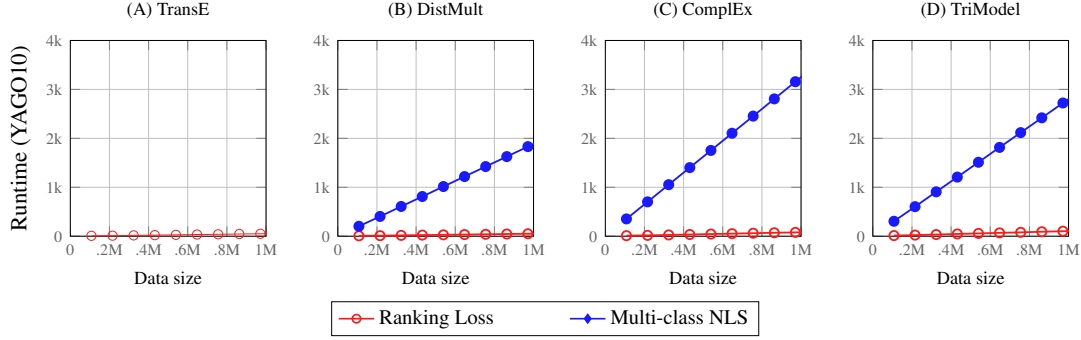 (A) TransE
(B) DistMult
(C) ComplEx
(D) TriModel
Runtime (YAGO10)
4k
3k
2k
1k
0
0 .2M .4M .6M .8M 1M
Data size
4k
3k
2k
1k
0
0 .2M .4M .6M .8M 1M
Data size
4k
3k
2k
1k
0
0 .2M .4M .6M .8M 1M
Data size
4k
3k
2k
1k
0
0 .2M .4M .6M .8M 1M
Data size
Ranking Loss
Multi-class NLS